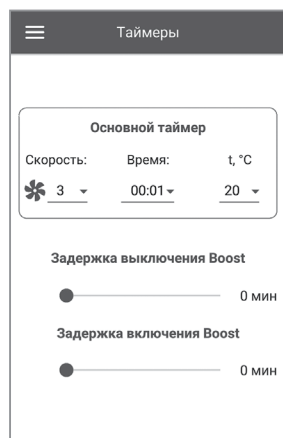 Таймеры
Основной таймер
Скорость: Время: t, °C
3 00:01 20
Задержка выключения Boost
0 мин
Задержка включения Boost
0 мин